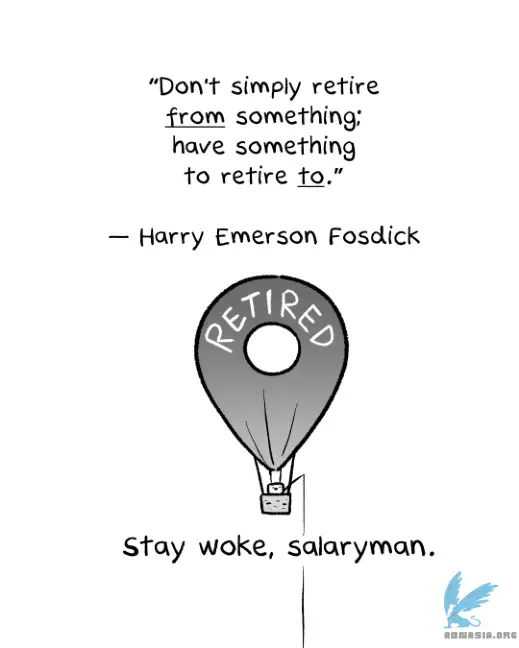 "Don't simply retire
from something;
have something
to retire to."
— Harry Emerson Fosdick
RETIRED
Stay woke, salaryman.
ABWASIA.ORG